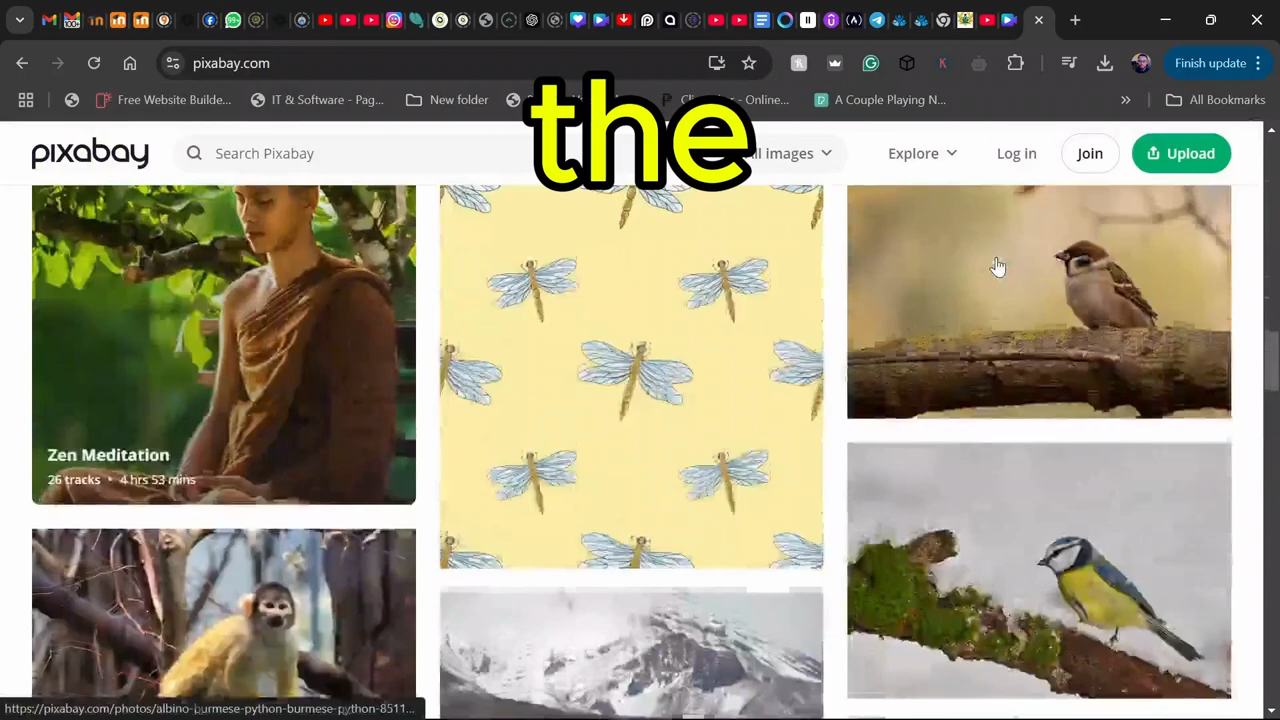 pixabay.com
Finish update
Free Website Builde...
IT & Software - Pag...
New folder
A Couple Playing N...
All Bookmarks
the
pixabay
Search Pixabay
images
Explore
Log in
Join
Upload
Zen Meditation
26 tracks • 4 hrs 53 mins
https://pixabay.com/photos/albino-burmese-python-burmese-python-8511...